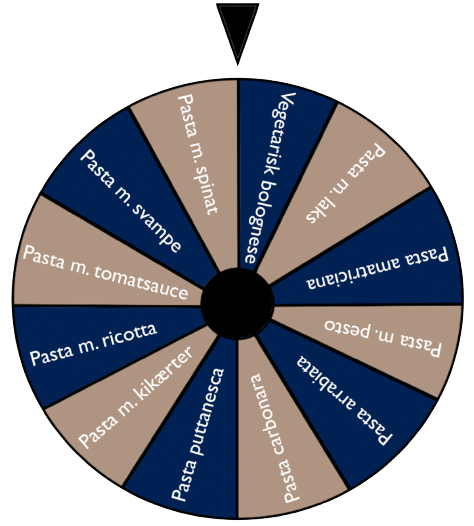 Vegetarisk bolognese
Pasta m. laks
Pasta amatriciana
Pasta m. pesto
Pasta arrabiata
Pasta carbonara
Pasta puttanesca
Pasta m. kikærter
Pasta m. ricotta
Pasta m. tomatsauce
Pasta m. svampe
Pasta m. spinat